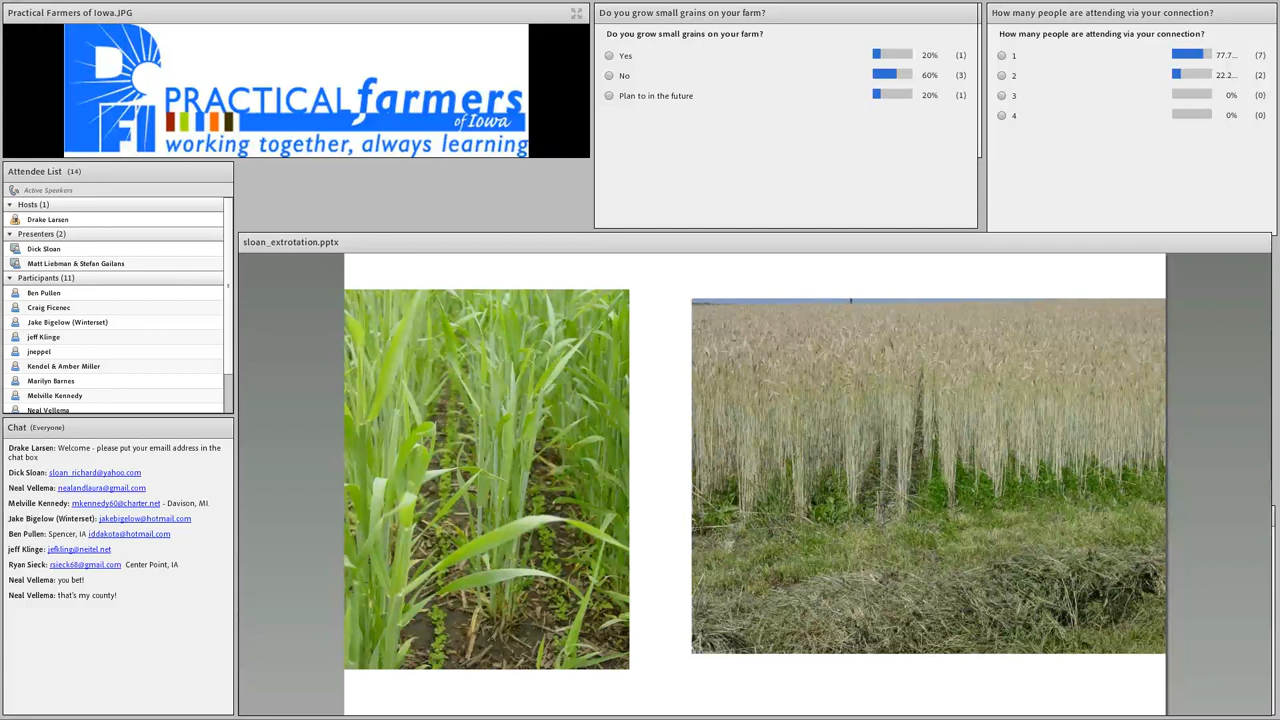 Practical Farmers of Iowa.JPG
PRACTICAL farmers
of Iowa
working together, always learning
Do you grow small grains on your farm?
Do you grow small grains on your farm?
Yes 20% (1)
No 60% (3)
Plan to in the future 20% (1)
How many people are attending via your connection?
How many people are attending via your connection?
1 77.7... (7)
2 22.2... (2)
3 0% (0)
4 0% (0)
Attendee List (14)
Active Speakers
Hosts (1)
Drake Larsen
Presenters (2)
Dick Sloan
Matt Liebman & Stefan Gailans
Participants (11)
Ben Pullen
Craig Ficenec
Jake Bigelow (Winterset)
jeff Klinge
jneppel
Kendel & Amber Miller
Marilyn Barnes
Melville Kennedy
Neal Vellema
Chat (Everyone)
Drake Larsen: Welcome - please put your emaill address in the
chat box
Dick Sloan: sloan_richard@yahoo.com
Neal Vellema: nealandlaura@gmail.com
Melville Kennedy: mkennedy60@charter.net - Davison, MI.
Jake Bigelow (Winterset): jakebigelow@hotmail.com
Ben Pullen: Spencer, IA iddakota@hotmail.com
jeff Klinge: jefkling@neitel.net
Ryan Sieck: rsieck68@gmail.com Center Point, IA
Neal Vellema: you bet!
Neal Vellema: that's my county!
sloan_extrotation.pptx